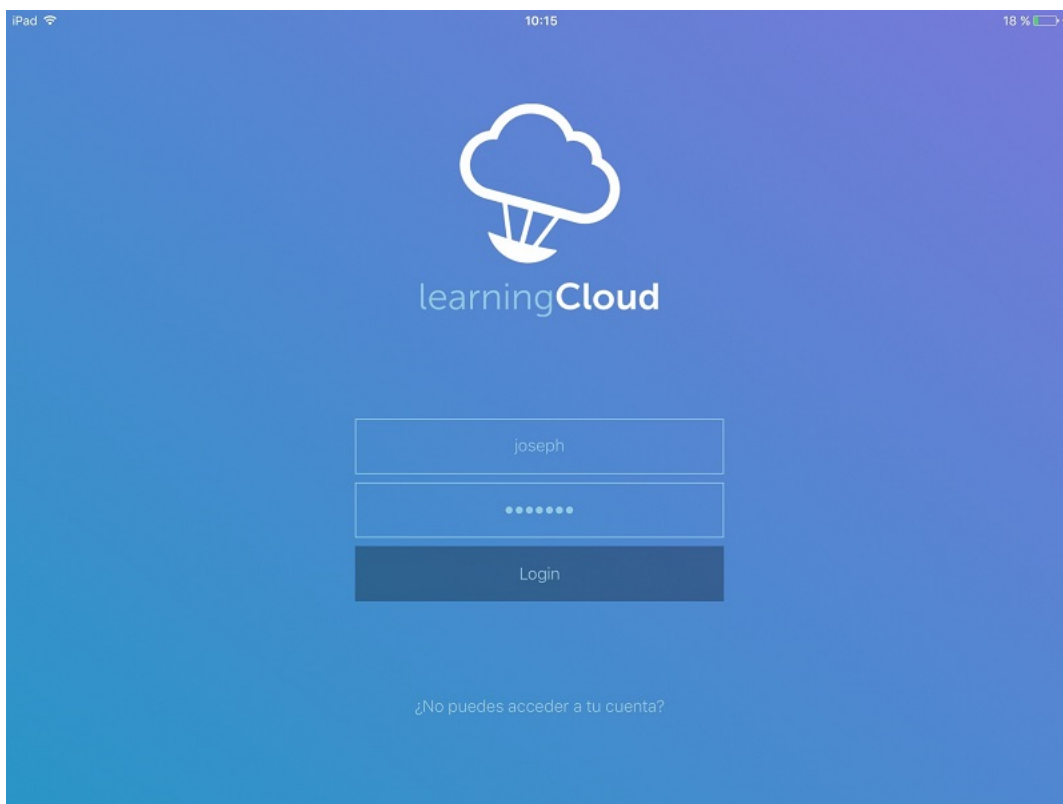 iPad 10:15 18 %
learningCloud
joseph
•••••••
Login
¿No puedes acceder a tu cuenta?